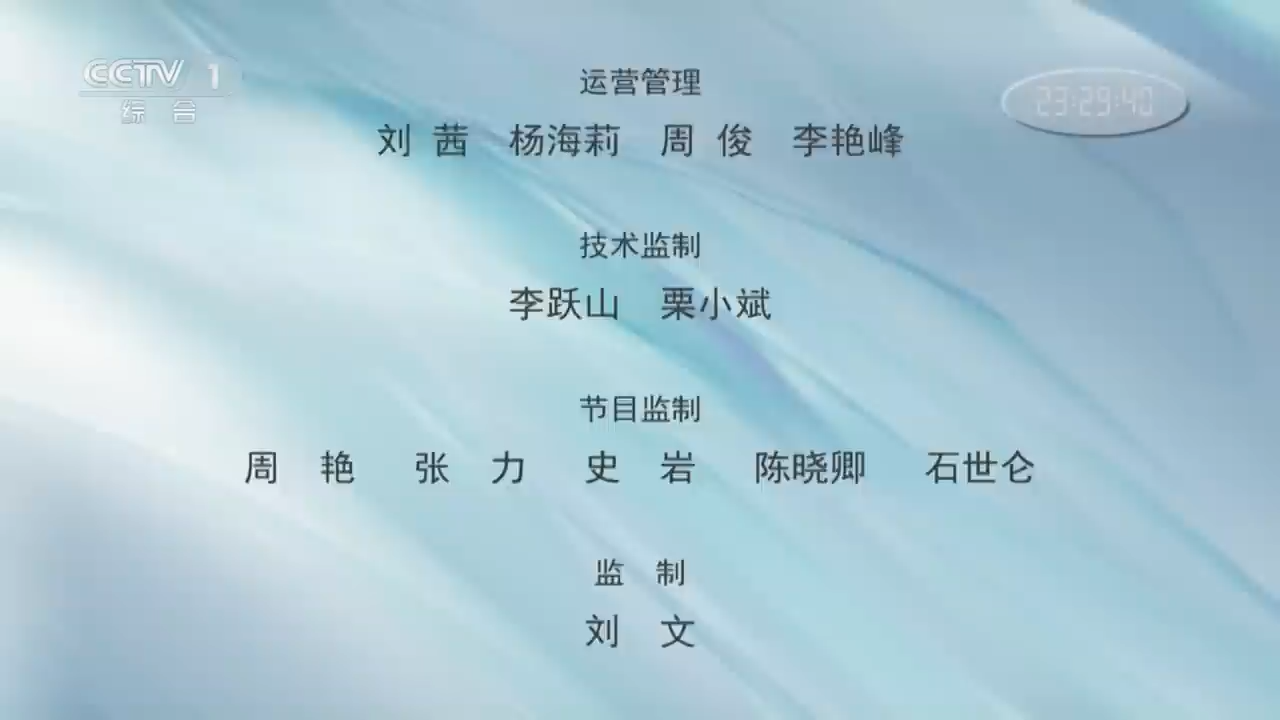 CCTV 1
综合
23:29:40
运营管理
刘 茜 杨海莉 周 俊 李艳峰
技术监制
李跃山 栗小斌
节目监制
周 艳 张 力 史 岩 陈晓卿 石世仑
监 制
刘 文